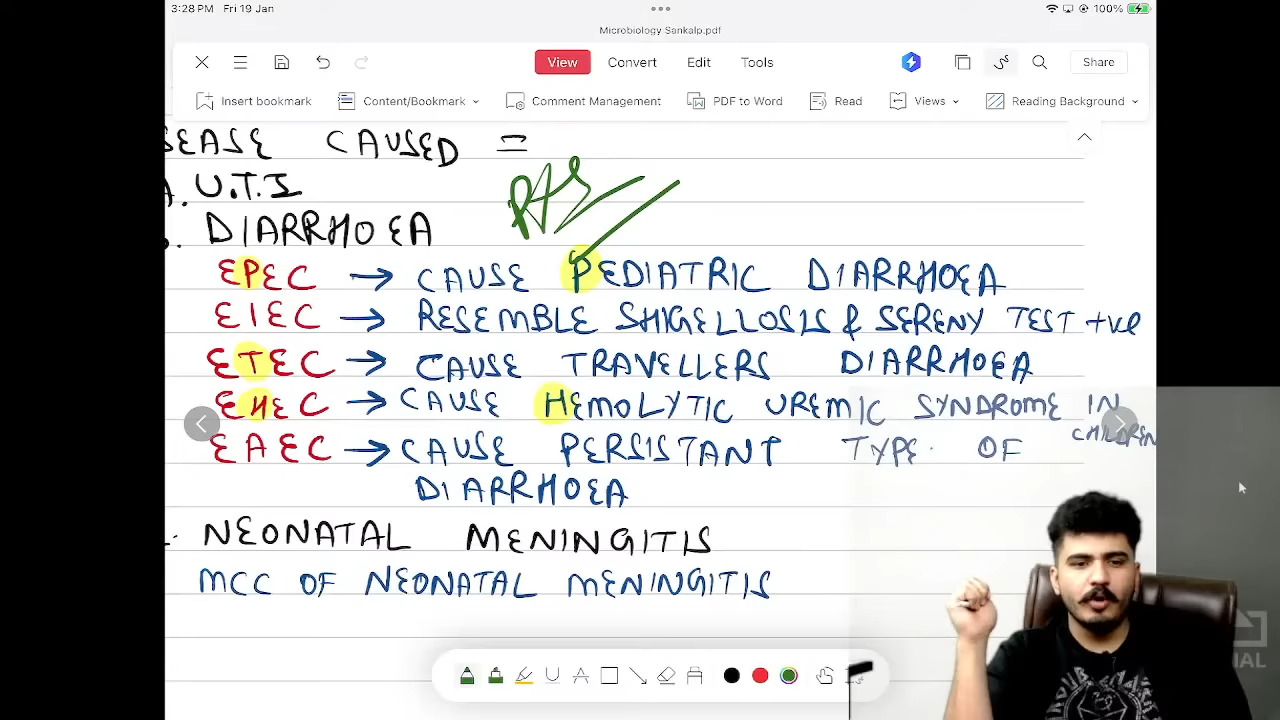 3:28 PM Fri 19 Jan
100%
Microbiology Sankalp.pdf
View Convert Edit Tools Share
Insert bookmark Content/Bookmark Comment Management PDF to Word Read Views Reading Background
SEASE CAUSED =
A. U.T.I
DIARRHOEA
EPEC → CAUSE PEDIATRIC DIARRHOEA
EIEC → RESEMBLE SHIGELLOSIS & SERENY TEST +ve
ETEC → CAUSE TRAVELLERS DIARRHOEA
EHEC → CAUSE HEMOLYTIC UREMIC SYNDROME IN CHILDREN
EAEC → CAUSE PERSISTANT TYPE OF
DIARRHOEA
NEONATAL MENINGITIS
MCC OF NEONATAL MENINGITIS